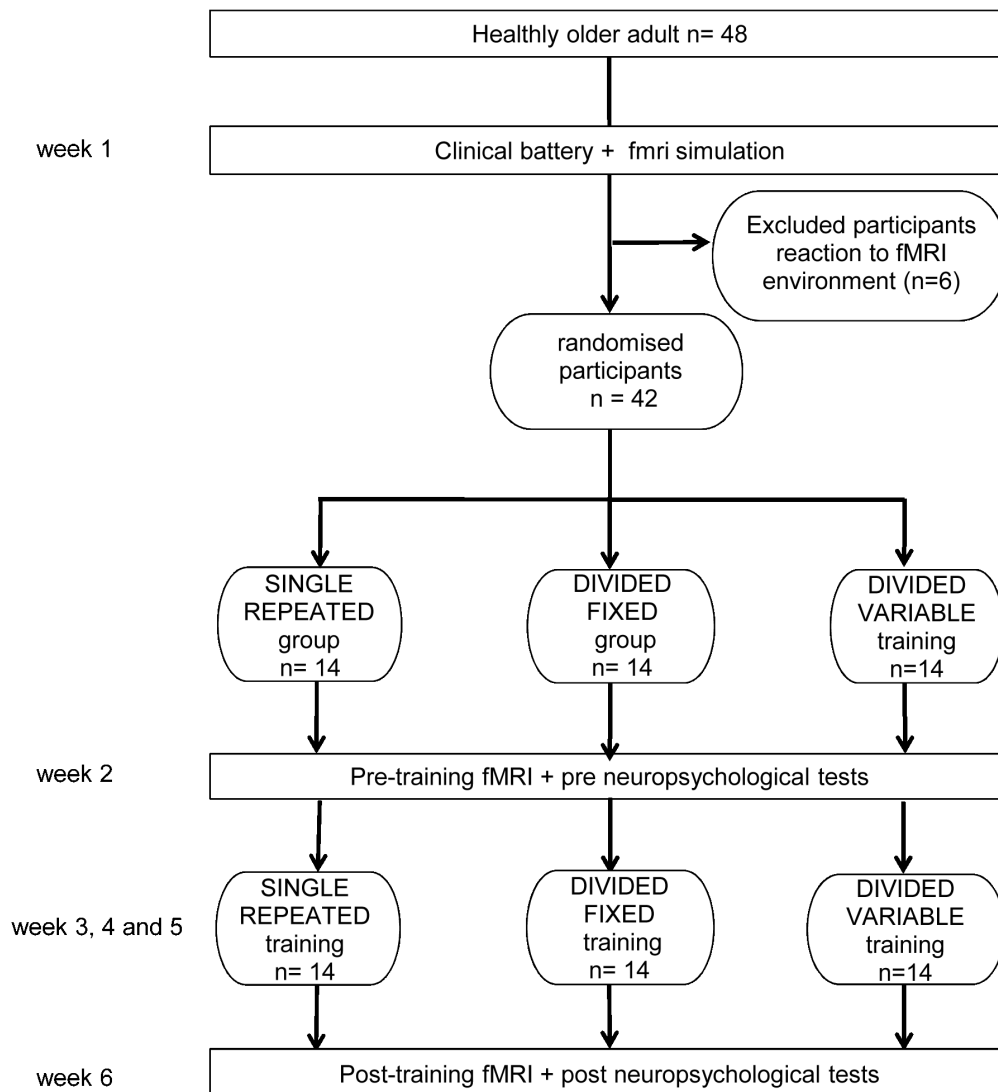 Healthly older adult n= 48
week 1
Clinical battery + fmri simulation
Excluded participants
reaction to fMRI
environment (n=6)
randomised
participants
n = 42
SINGLE
REPEATED
group
n= 14
DIVIDED
FIXED
group
n= 14
DIVIDED
VARIABLE
training
n=14
week 2
Pre-training fMRI + pre neuropsychological tests
week 3, 4 and 5
SINGLE
REPEATED
training
n= 14
DIVIDED
FIXED
training
n= 14
DIVIDED
VARIABLE
training
n=14
week 6
Post-training fMRI + post neuropsychological tests